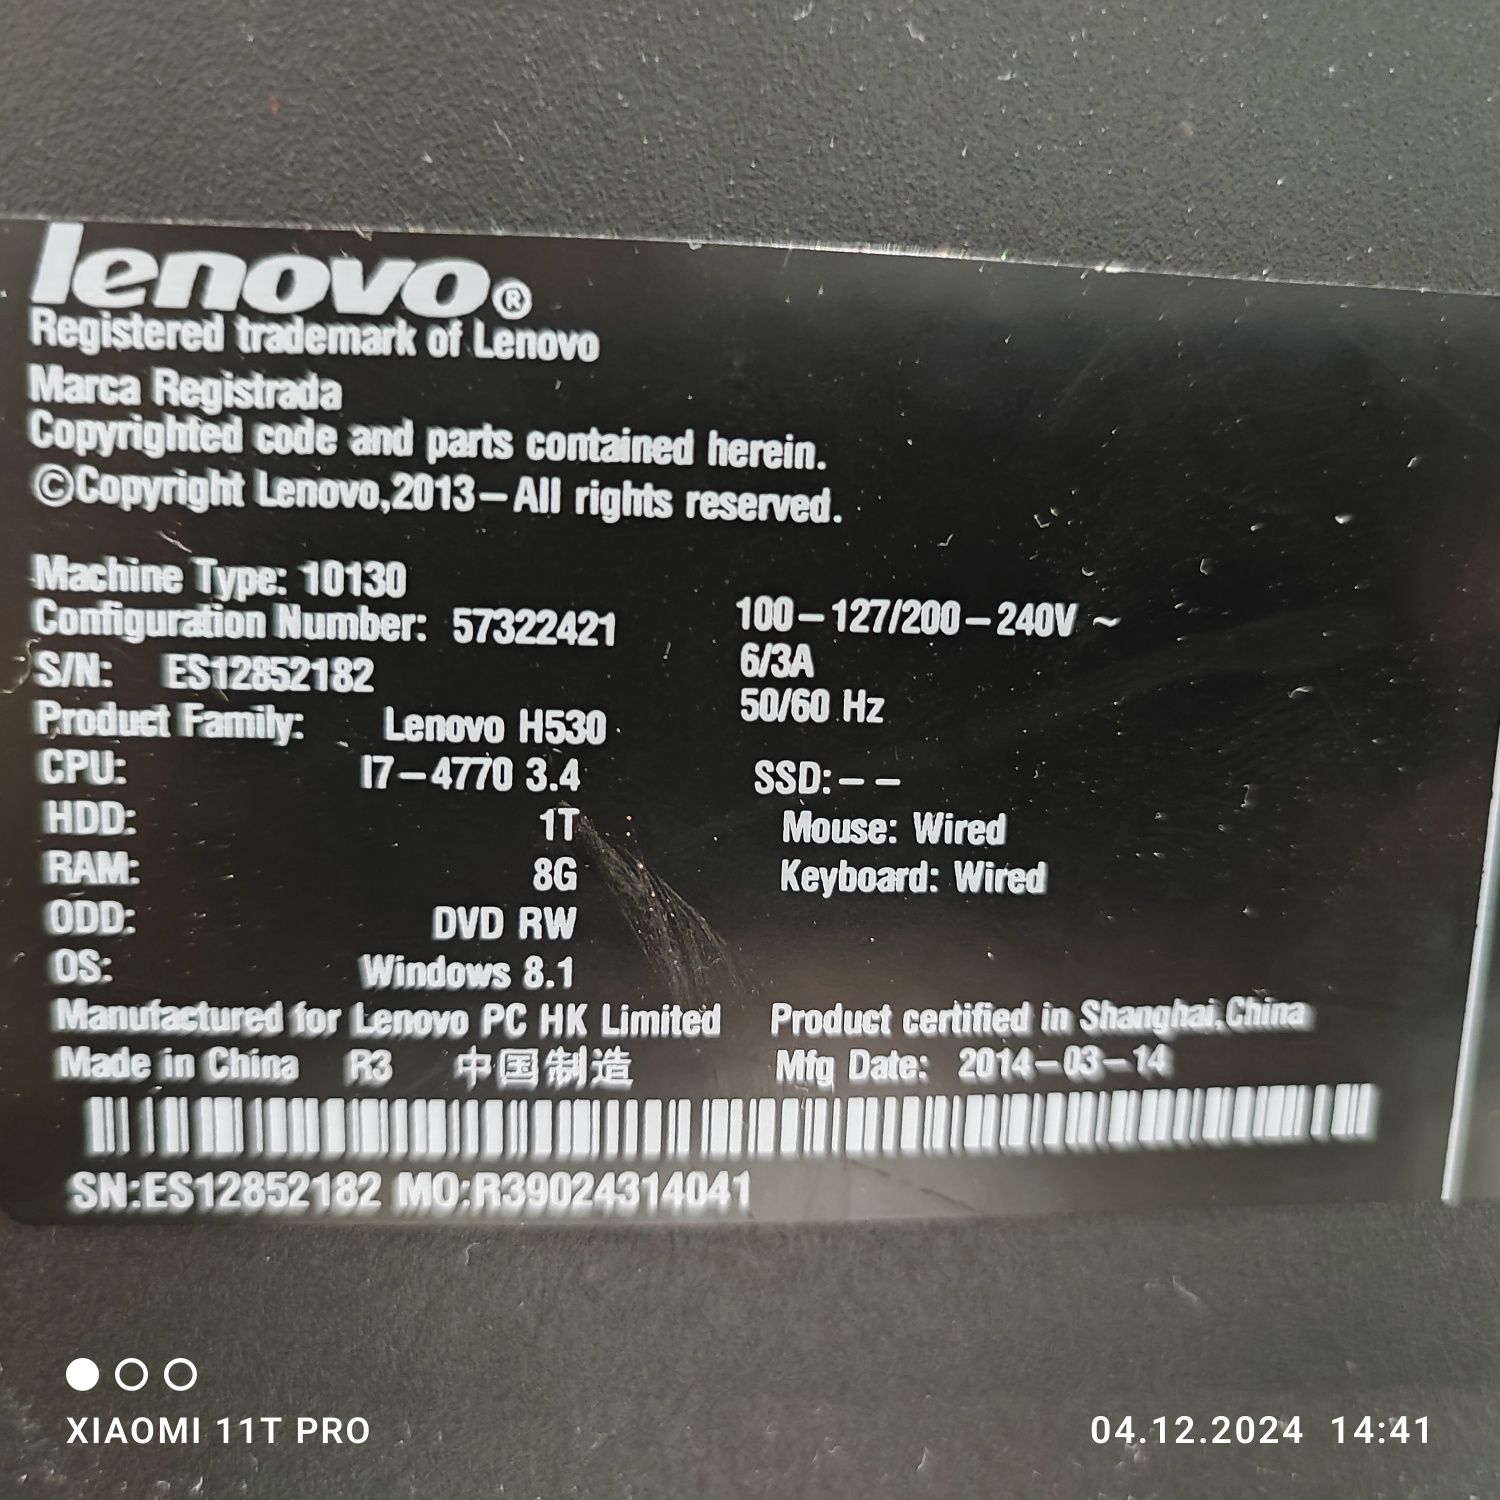 lenovo®
Registered trademark of Lenovo
Marca Registrada
Copyrighted code and parts contained herein.
©Copyright Lenovo,2013–All rights reserved.
Machine Type: 10130
Configuration Number: 57322421
S/N: ES12852182
Product Family: Lenovo H530
CPU: I7–4770 3.4
HDD: 1T
RAM: 8G
ODD: DVD RW
OS: Windows 8.1
100–127/200–240V ~
6/3A
50/60 Hz
SSD:– –
Mouse: Wired
Keyboard: Wired
Manufactured for Lenovo PC HK Limited
Product certified in Shanghai,China
Made in China R3 中国制造
Mfg Date: 2014–03–14
SN:ES12852182 MO:R39024314041
XIAOMI 11T PRO
04.12.2024 14:41